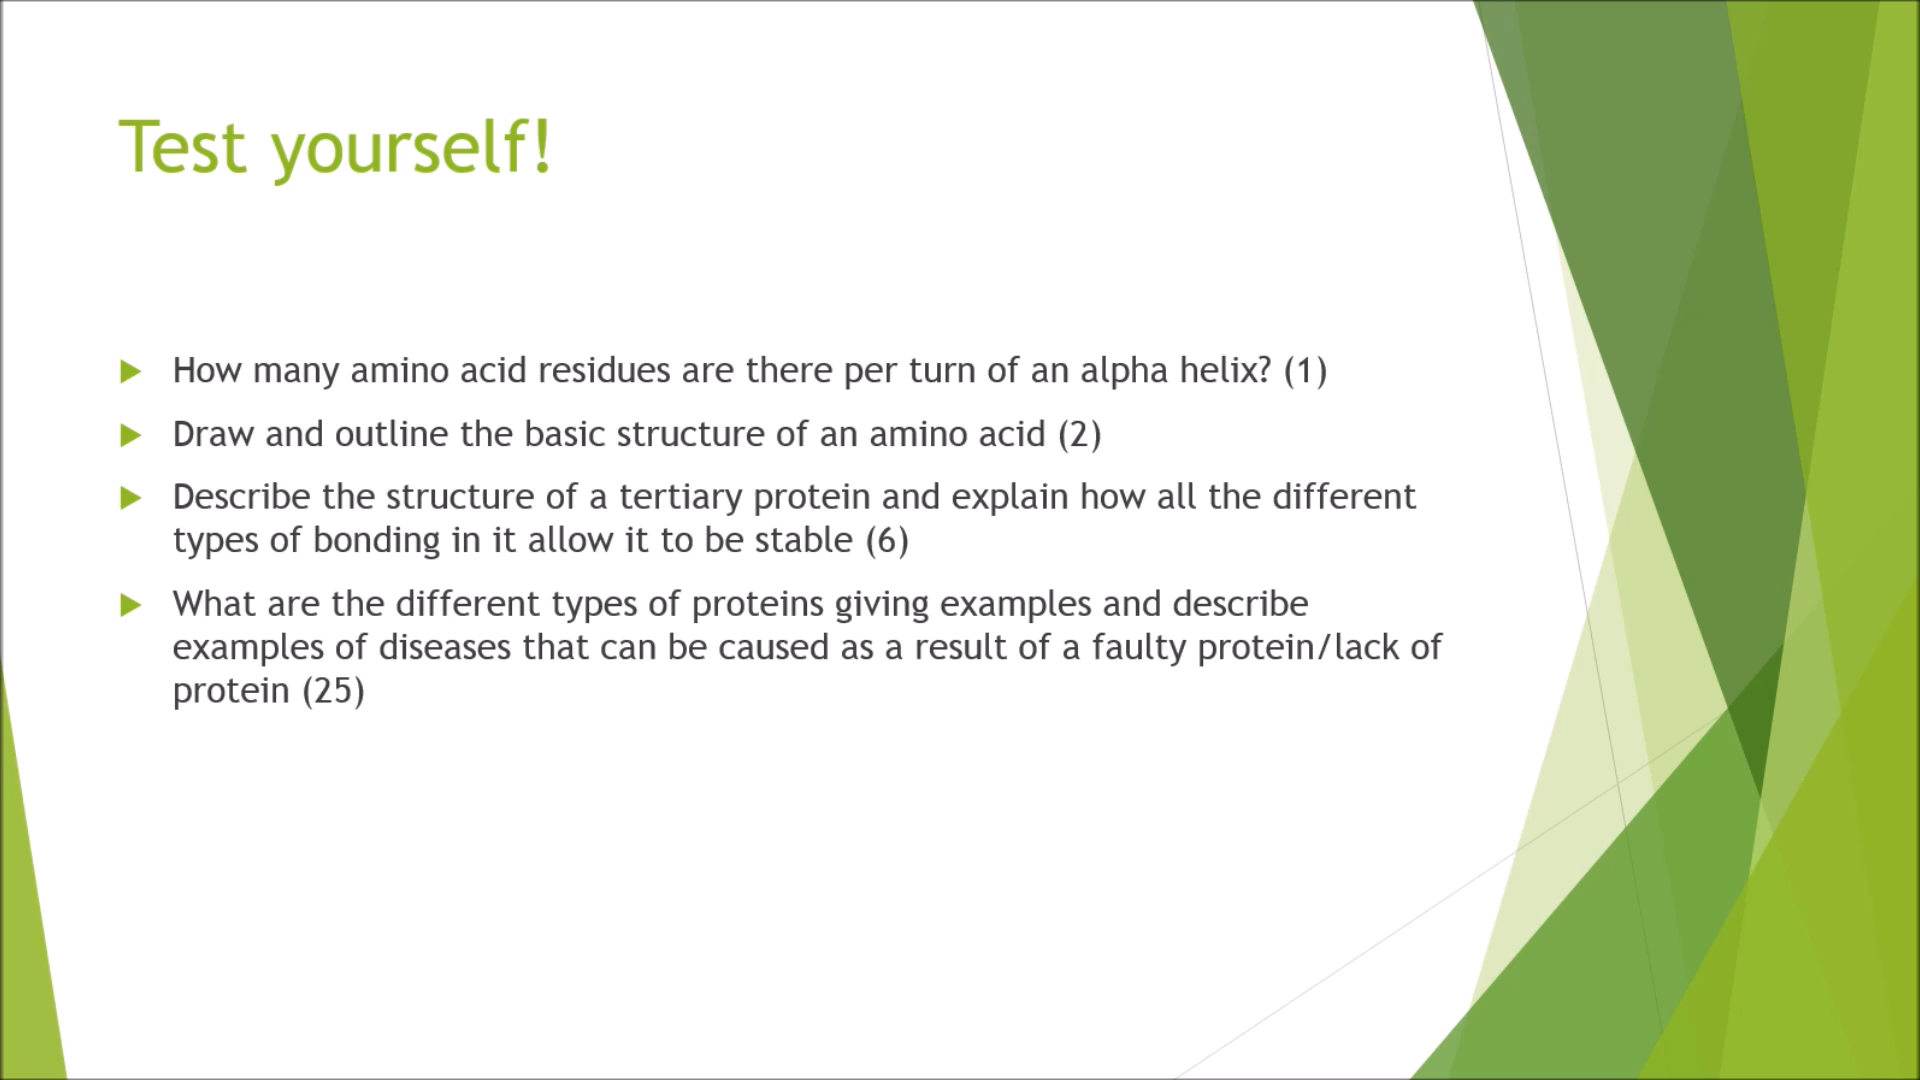 Test yourself!
How many amino acid residues are there per turn of an alpha helix? (1)
Draw and outline the basic structure of an amino acid (2)
Describe the structure of a tertiary protein and explain how all the different
types of bonding in it allow it to be stable (6)
What are the different types of proteins giving examples and describe
examples of diseases that can be caused as a result of a faulty protein/lack of
protein (25)